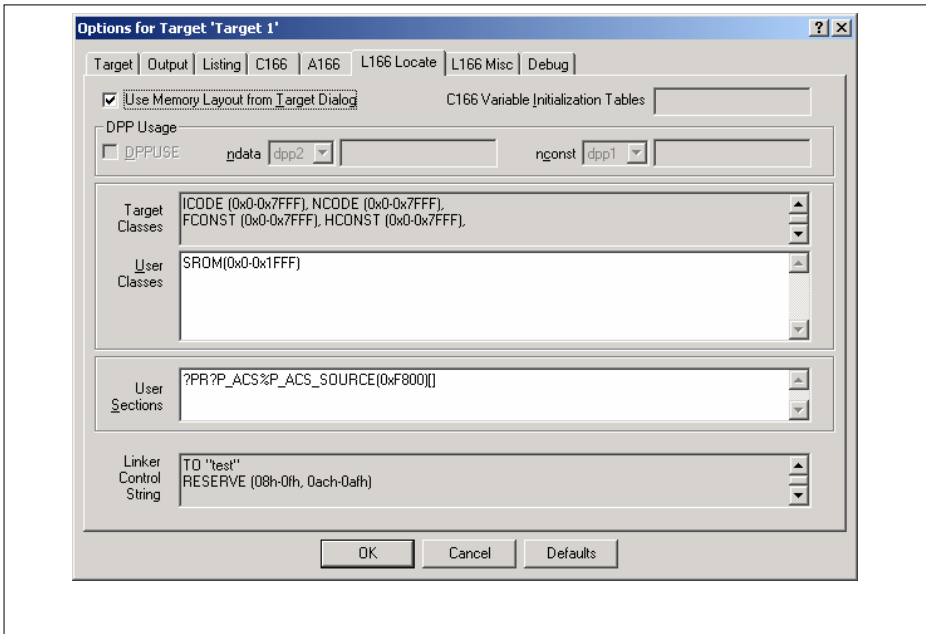 Options for Target 'Target 1'
Target Output Listing C166 A166 L166 Locate L166 Misc Debug
Use Memory Layout from Target Dialog C166 Variable Initialization Tables
DPP Usage
DPPUSE ndata dpp2 nconst dpp1
Target Classes
ICODE (0x0-0x7FFF), NCODE (0x0-0x7FFF),
FCONST (0x0-0x7FFF), HCONST (0x0-0x7FFF),
User Classes
SROM(0x0-0x1FFF)
User Sections
?PR?P_ACS%P_ACS_SOURCE(0xF800)[]
Linker Control String
TO "test"
RESERVE (08h-0fh, 0ach-0afh)
OK Cancel Defaults